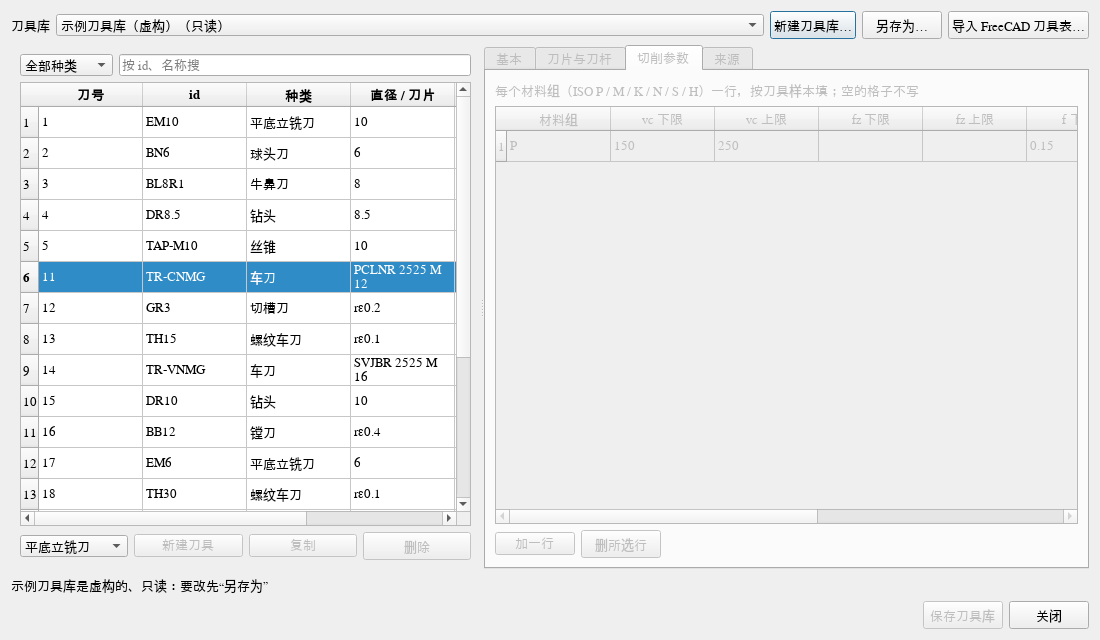 刀具库 示例刀具库（虚构）（只读） 新建刀具库… 另存为… 导入 FreeCAD 刀具表…
全部种类 按 id、名称搜
基本 刀片与刀杆 切削参数 来源
每个材料组（ISO P / M / K / N / S / H）一行，按刀具样本填；空的格子不写
刀号 id 种类 直径 / 刀片
1 1 EM10 平底立铣刀 10
2 2 BN6 球头刀 6
3 3 BL8R1 牛鼻刀 8
4 4 DR8.5 钻头 8.5
5 5 TAP-M10 丝锥 10
6 11 TR-CNMG 车刀 PCLNR 2525 M 12
7 12 GR3 切槽刀 rε0.2
8 13 TH15 螺纹车刀 rε0.1
9 14 TR-VNMG 车刀 SVJBR 2525 M 16
10 15 DR10 钻头 10
11 16 BB12 镗刀 rε0.4
12 17 EM6 平底立铣刀 6
13 18 TH30 螺纹车刀 rε0.1
材料组 vc 下限 vc 上限 fz 下限 fz 上限 f
1 P 150 250 0.15
平底立铣刀 新建刀具 复制 删除
加一行 删所选行
示例刀具库是虚构的、只读：要改先“另存为”
保存刀具库 关闭